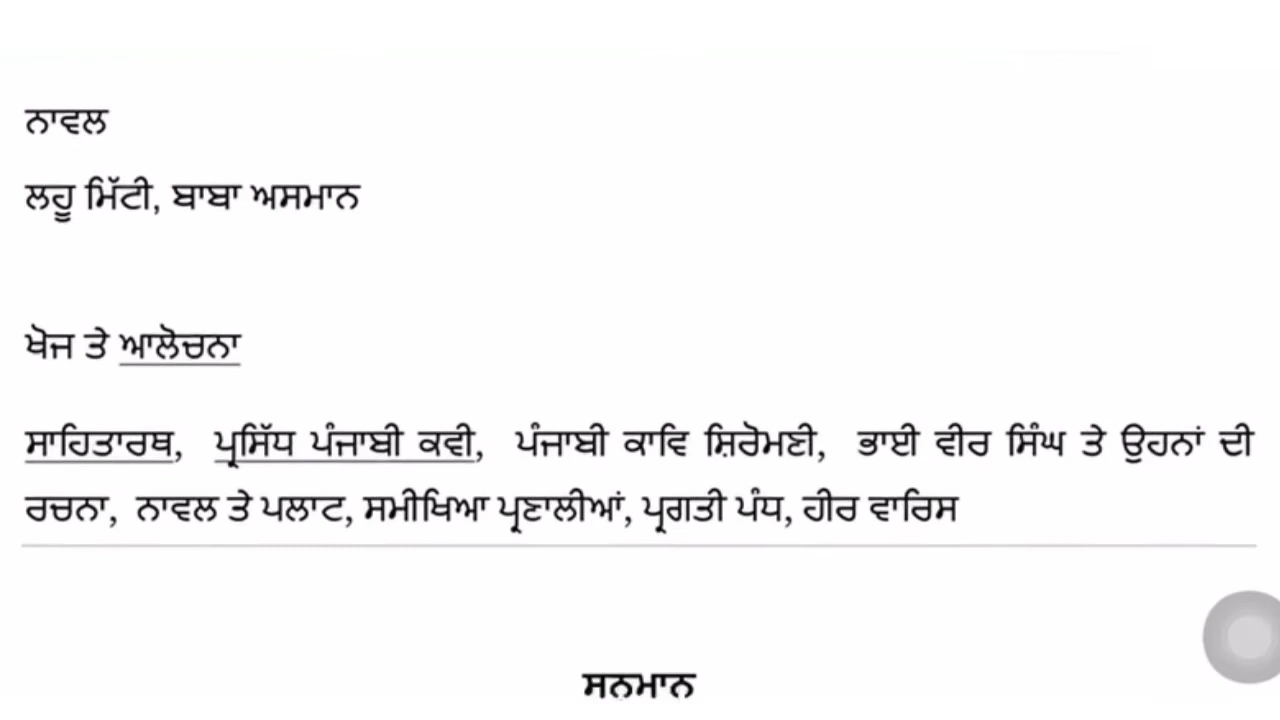 ਨਾਵਲ
ਲਹੂ ਮਿੱਟੀ, ਬਾਬਾ ਅਸਮਾਨ
ਖੋਜ ਤੇ ਆਲੋਚਨਾ
ਸਾਹਿਤਾਰਥ, ਪ੍ਰਸਿੱਧ ਪੰਜਾਬੀ ਕਵੀ, ਪੰਜਾਬੀ ਕਾਵਿ ਸ਼ਿਰੋਮਣੀ, ਭਾਈ ਵੀਰ ਸਿੰਘ ਤੇ ਉਹਨਾਂ ਦੀ
ਰਚਨਾ, ਨਾਵਲ ਤੇ ਪਲਾਟ, ਸਮੀਖਿਆ ਪ੍ਰਣਾਲੀਆਂ, ਪ੍ਰਗਤੀ ਪੰਧ, ਹੀਰ ਵਾਰਿਸ
ਸਨਮਾਨ